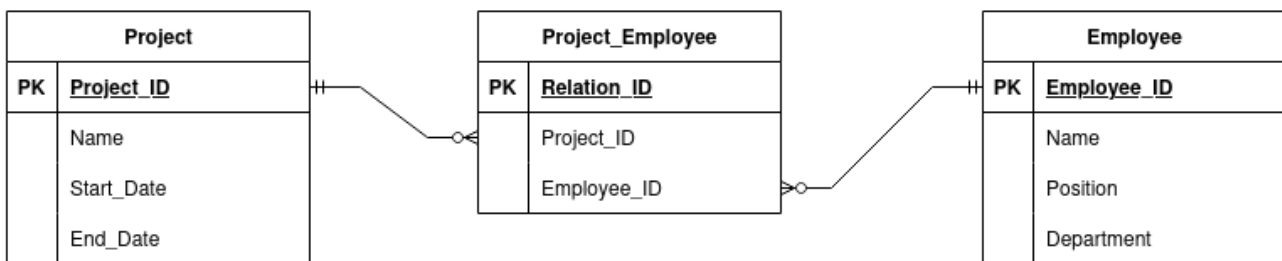 Project
PK Project_ID
Name
Start_Date
End_Date
Project_Employee
PK Relation_ID
Project_ID
Employee_ID
Employee
PK Employee_ID
Name
Position
Department